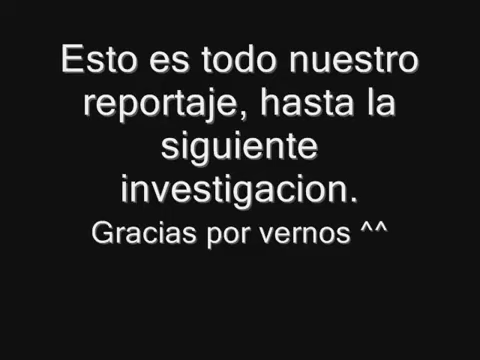 Esto es todo nuestro
reportaje, hasta la
siguiente
investigacion.
Gracias por vernos ^^